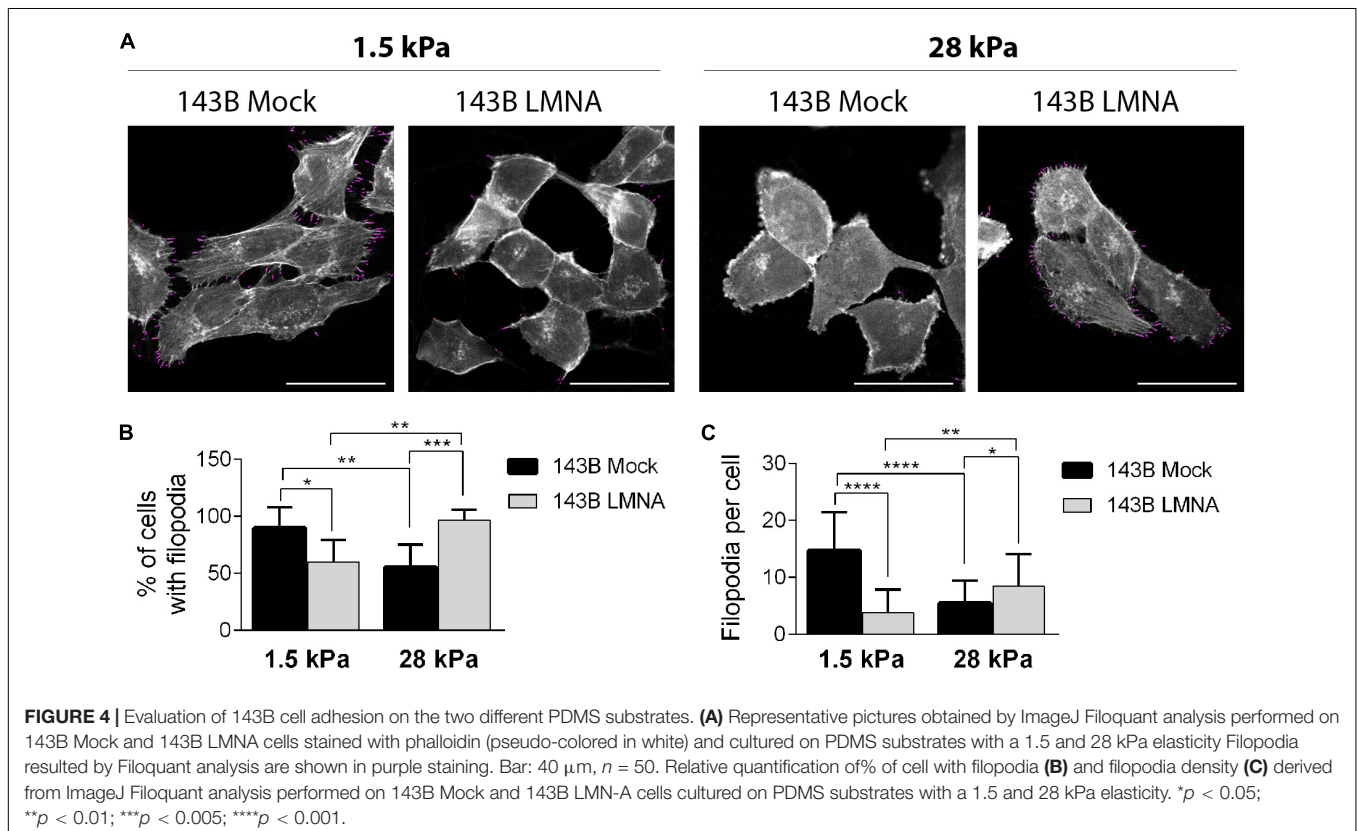 A
1.5 kPa
28 kPa
143B Mock
143B LMNA
143B Mock
143B LMNA
B
% of cells
with filopodia
150
100
50
0
*
**
**
***
1.5 kPa
28 kPa
143B Mock
143B LMNA
C
Filopodia per cell
30
20
10
0
****
****
**
*
1.5 kPa
28 kPa
143B Mock
143B LMNA
FIGURE 4 | Evaluation of 143B cell adhesion on the two different PDMS substrates. (A) Representative pictures obtained by ImageJ Filoquant analysis performed on
143B Mock and 143B LMNA cells stained with phalloidin (pseudo-colored in white) and cultured on PDMS substrates with a 1.5 and 28 kPa elasticity Filopodia
resulted by Filoquant analysis are shown in purple staining. Bar: 40 μm, n = 50. Relative quantification of% of cell with filopodia (B) and filopodia density (C) derived
from ImageJ Filoquant analysis performed on 143B Mock and 143B LMN-A cells cultured on PDMS substrates with a 1.5 and 28 kPa elasticity. *p < 0.05;
**p < 0.01; ***p < 0.005; ****p < 0.001.